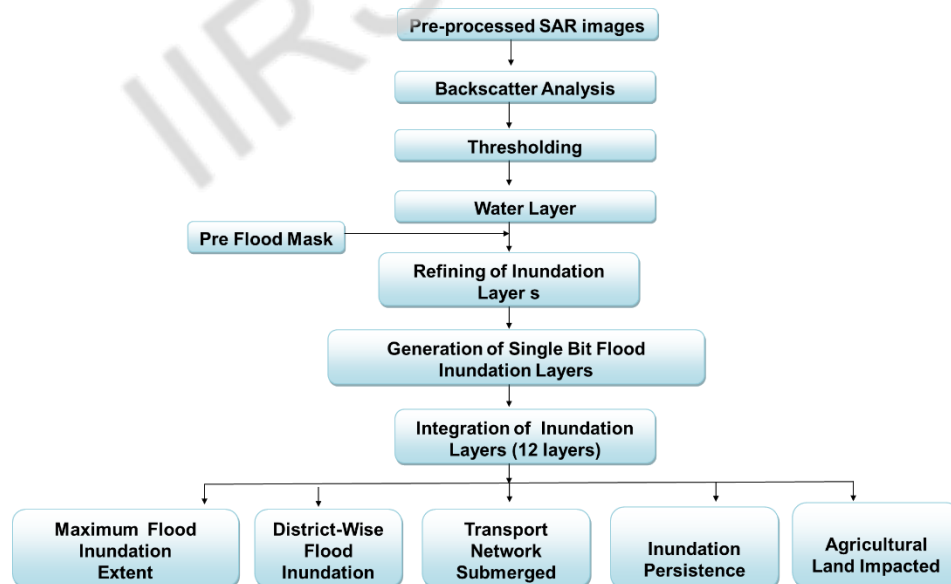 IIRS
Pre-processed SAR images
Backscatter Analysis
Thresholding
Water Layer
Pre Flood Mask
Refining of Inundation
Layer s
Generation of Single Bit Flood
Inundation Layers
Integration of Inundation
Layers (12 layers)
Maximum Flood
Inundation
Extent
District-Wise
Flood
Inundation
Transport
Network
Submerged
Inundation
Persistence
Agricultural
Land Impacted